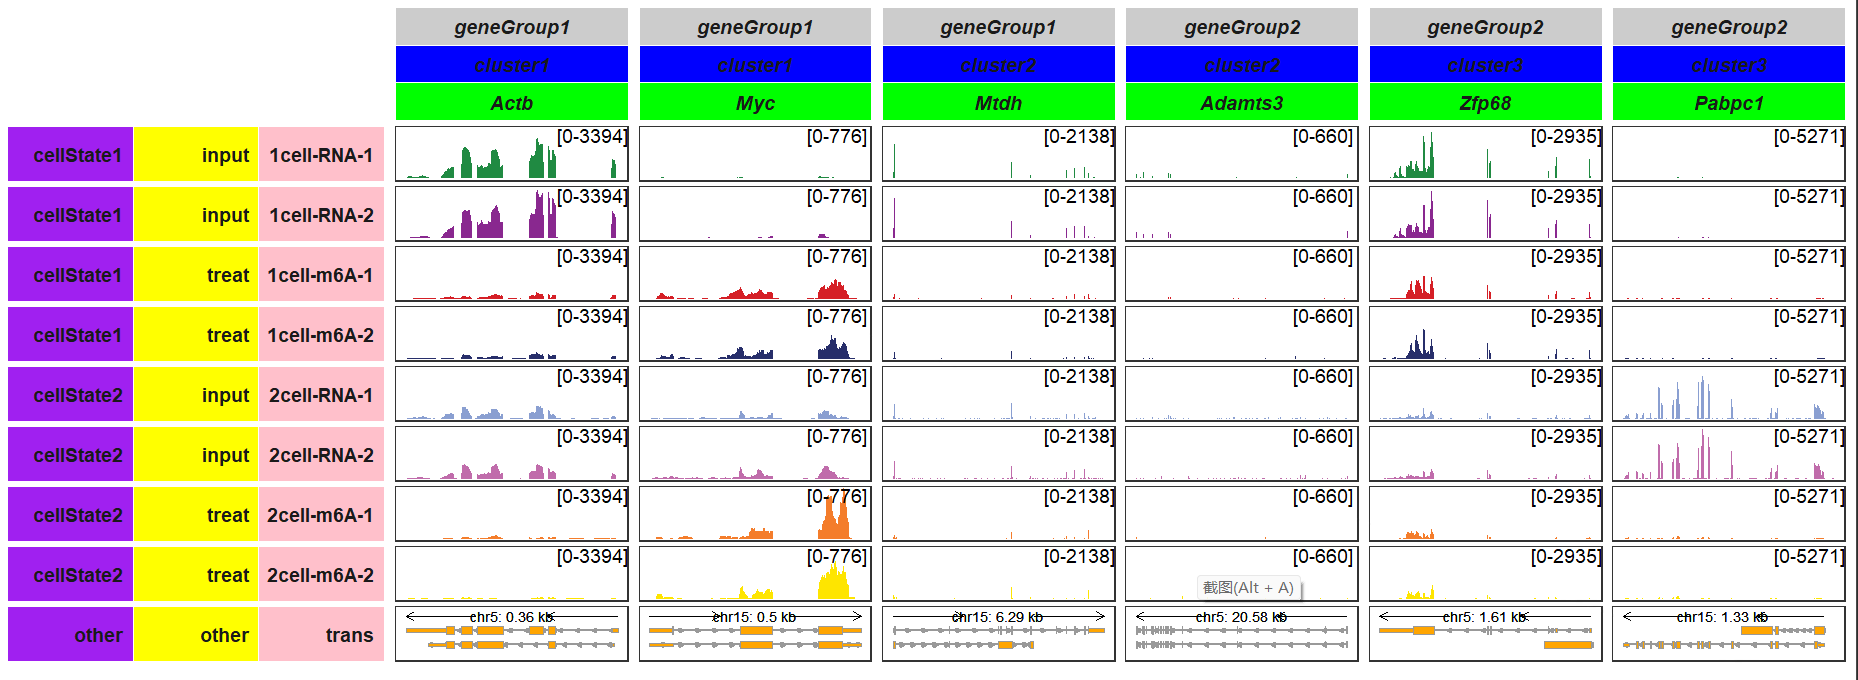 geneGroup1 geneGroup1 geneGroup1 geneGroup2 geneGroup2 geneGroup2
cluster1 cluster1 cluster2 cluster2 cluster3 cluster3
Actb Myc Mtdh Adamts3 Zfp68 Pabpc1
cellState1 input 1cell-RNA-1 [0-3394] [0-776] [0-2138] [0-660] [0-2935] [0-5271]
cellState1 input 1cell-RNA-2 [0-3394] [0-776] [0-2138] [0-660] [0-2935] [0-5271]
cellState1 treat 1cell-m6A-1 [0-3394] [0-776] [0-2138] [0-660] [0-2935] [0-5271]
cellState1 treat 1cell-m6A-2 [0-3394] [0-776] [0-2138] [0-660] [0-2935] [0-5271]
cellState2 input 2cell-RNA-1 [0-3394] [0-776] [0-2138] [0-660] [0-2935] [0-5271]
cellState2 input 2cell-RNA-2 [0-3394] [0-776] [0-2138] [0-660] [0-2935] [0-5271]
cellState2 treat 2cell-m6A-1 [0-3394] [0-776] [0-2138] [0-660] [0-2935] [0-5271]
cellState2 treat 2cell-m6A-2 [0-3394] [0-776] [0-2138] [0-660] [0-2935] [0-5271]
截图(Alt + A)
other other trans chr5: 0.36 kb chr15: 0.5 kb chr15: 6.29 kb chr5: 20.58 kb chr5: 1.61 kb chr15: 1.33 kb